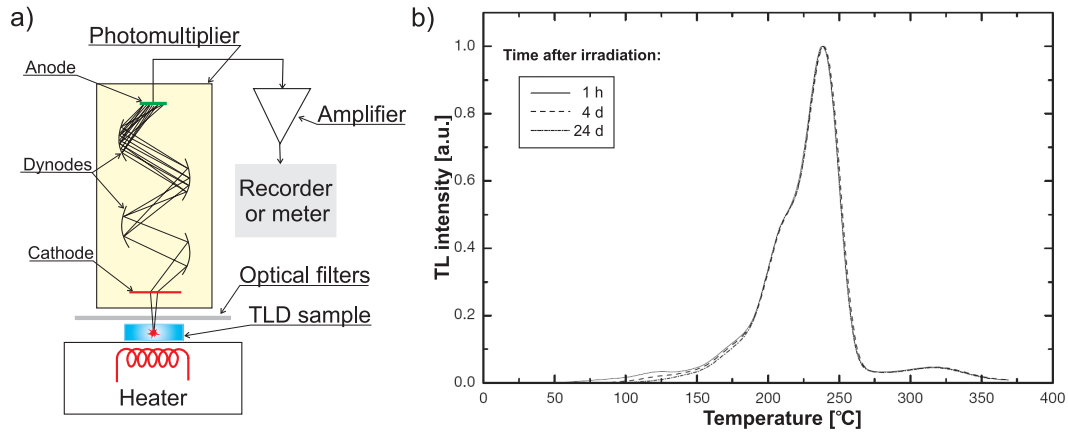 a)
Photomultiplier
Anode
Amplifier
Dynodes
Recorder
or meter
Cathode
Optical filters
TLD sample
Heater
b)
Time after irradiation:
1 h
4 d
24 d
TL intensity [a.u.]
1.0
0.8
0.6
0.4
0.2
0.0
0 50 100 150 200 250 300 350 400
Temperature [°C]